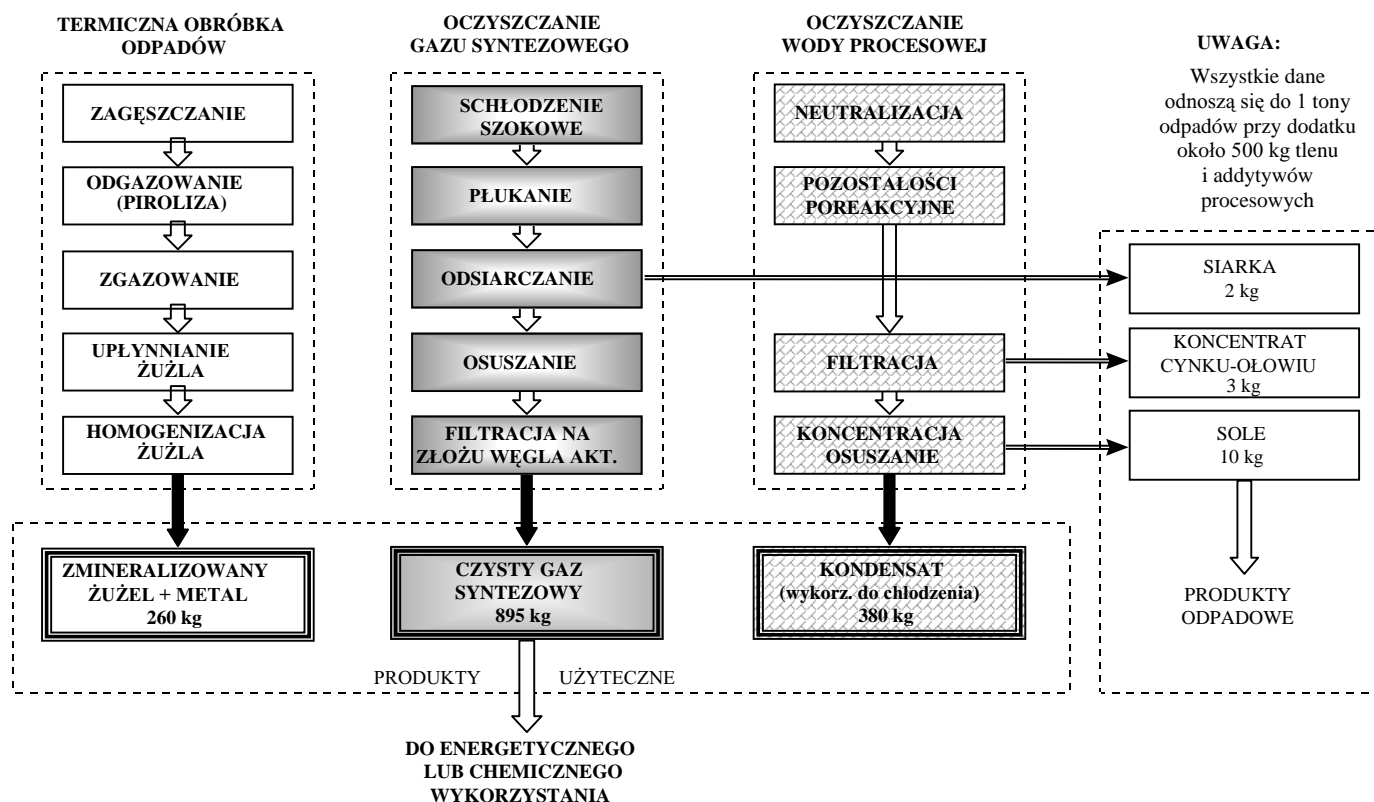 TERMICZNA OBRÓBKA
ODPADÓW
ZAGĘSZCZANIE
ODGAZOWANIE
(PIROLIZA)
ZGAZOWANIE
UPŁYNNIANIE
ŻUŻLA
HOMOGENIZACJA
ŻUŻLA
ZMINERALIZOWANY
ŻUŻEL + METAL
260 kg
OCZYSZCZANIE
GAZU SYNTEZOWEGO
SCHŁODZENIE
SZOKOWE
PŁUKANIE
ODSIARCZANIE
OSUSZANIE
FILTRACJA NA
ZŁOŻU WĘGLA AKT.
CZYSTY GAZ
SYNTEZOWY
895 kg
OCZYSZCZANIE
WODY PROCESOWEJ
NEUTRALIZACJA
POZOSTAŁOŚCI
POREAKCYJNE
FILTRACJA
KONCENTRACJA
OSUSZANIE
KONDENSAT
(wykorz. do chłodzenia)
380 kg
PRODUKTY UŻYTECZNE
DO ENERGETYCZNEGO
LUB CHEMICZNEGO
WYKORZYSTANIA
UWAGA:
Wszystkie dane
odnoszą się do 1 tony
odpadów przy dodatku
około 500 kg tlenu
i addytywów
procesowych
SIARKA
2 kg
KONCENTRAT
CYNKU-OŁOWIU
3 kg
SOLE
10 kg
PRODUKTY
ODPADOWE